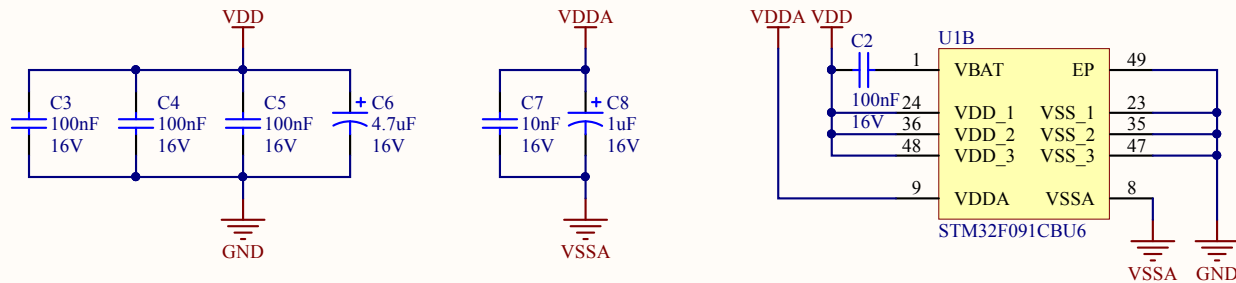 VDD
C3
100nF
16V
C4
100nF
16V
C5
100nF
16V
C6
4.7uF
16V
GND
VDDA
C7
10nF
16V
C8
1uF
16V
VSSA
VDDA VDD
C2
100nF
16V
U1B
1 VBAT EP 49
24 VDD_1 VSS_1 23
36 VDD_2 VSS_2 35
48 VDD_3 VSS_3 47
9 VDDA VSSA 8
STM32F091CBU6
VSSA GND